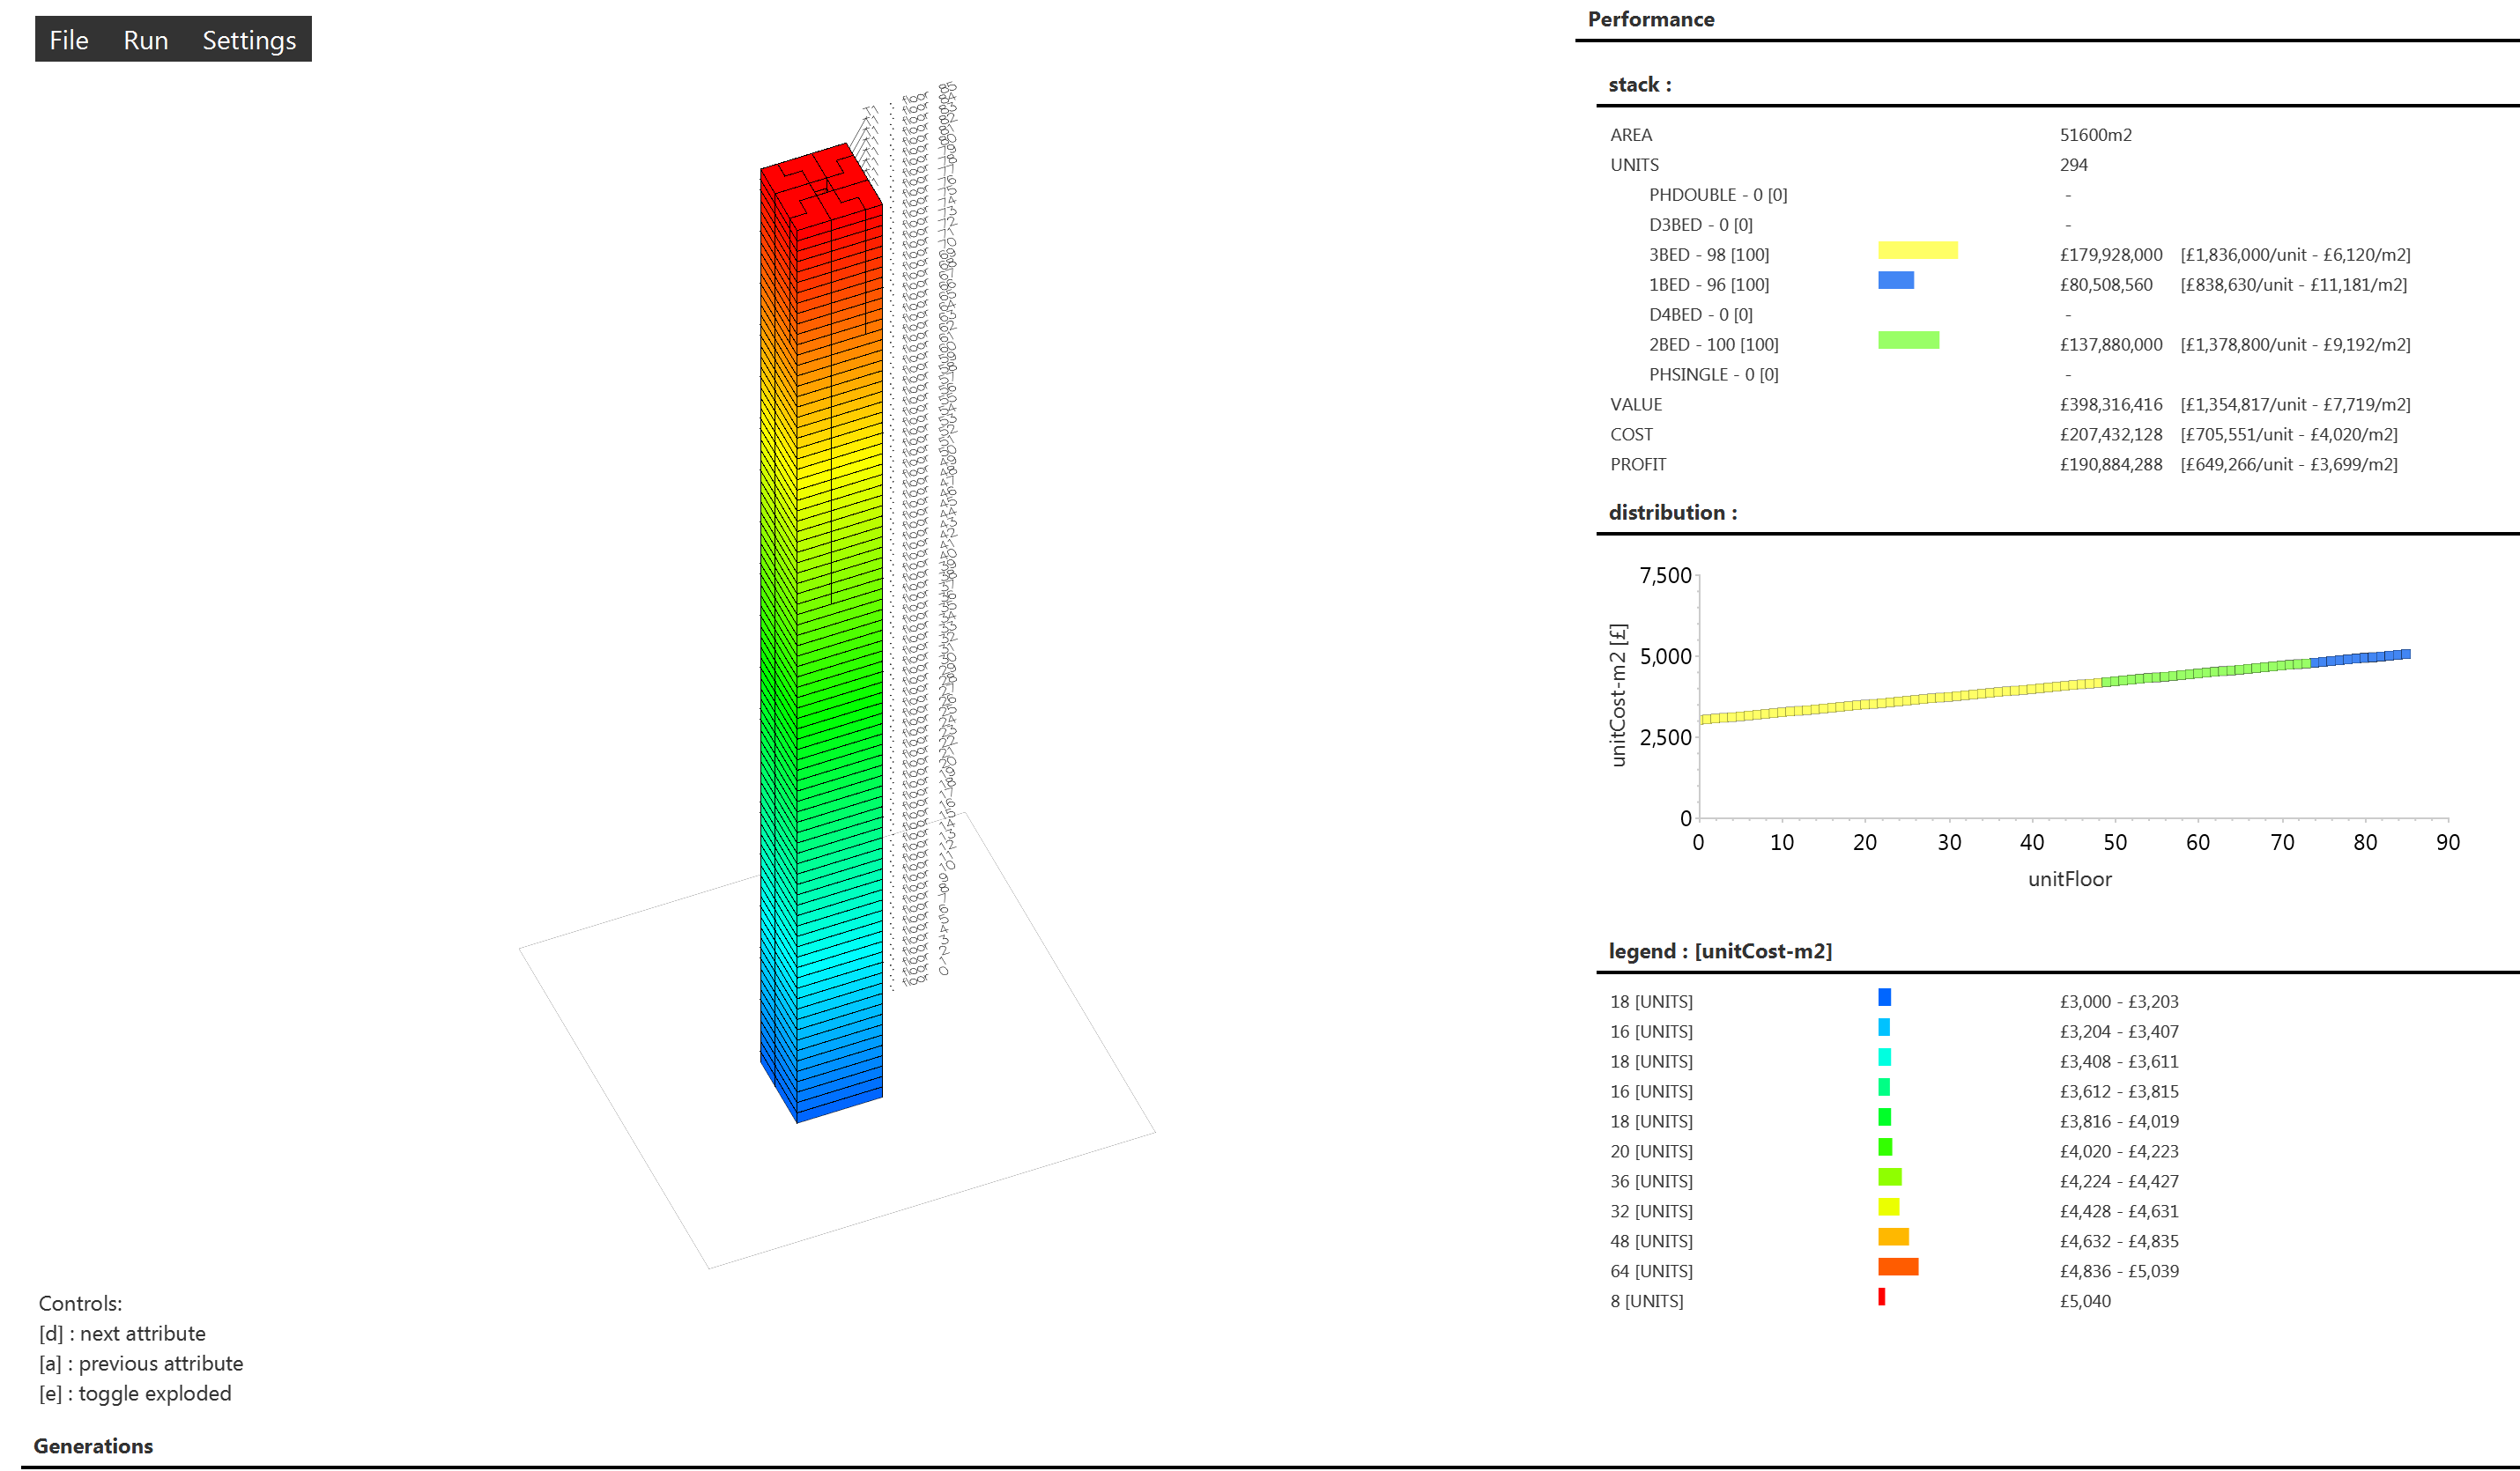 File Run Settings
Performance
stack :
AREA 51600m2
UNITS 294
PHDOUBLE - 0 [0] -
D3BED - 0 [0] -
3BED - 98 [100] £179,928,000 [£1,836,000/unit - £6,120/m2]
1BED - 96 [100] £80,508,560 [£838,630/unit - £11,181/m2]
D4BED - 0 [0] -
2BED - 100 [100] £137,880,000 [£1,378,800/unit - £9,192/m2]
PHSINGLE - 0 [0] -
VALUE £398,316,416 [£1,354,817/unit - £7,719/m2]
COST £207,432,128 [£705,551/unit - £4,020/m2]
PROFIT £190,884,288 [£649,266/unit - £3,699/m2]
distribution :
unitCost-m2 [£]
7,500
5,000
2,500
0
0 10 20 30 40 50 60 70 80 90
unitFloor
legend : [unitCost-m2]
18 [UNITS] £3,000 - £3,203
16 [UNITS] £3,204 - £3,407
18 [UNITS] £3,408 - £3,611
16 [UNITS] £3,612 - £3,815
18 [UNITS] £3,816 - £4,019
20 [UNITS] £4,020 - £4,223
36 [UNITS] £4,224 - £4,427
32 [UNITS] £4,428 - £4,631
48 [UNITS] £4,632 - £4,835
64 [UNITS] £4,836 - £5,039
8 [UNITS] £5,040
Controls:
[d] : next attribute
[a] : previous attribute
[e] : toggle exploded
Generations